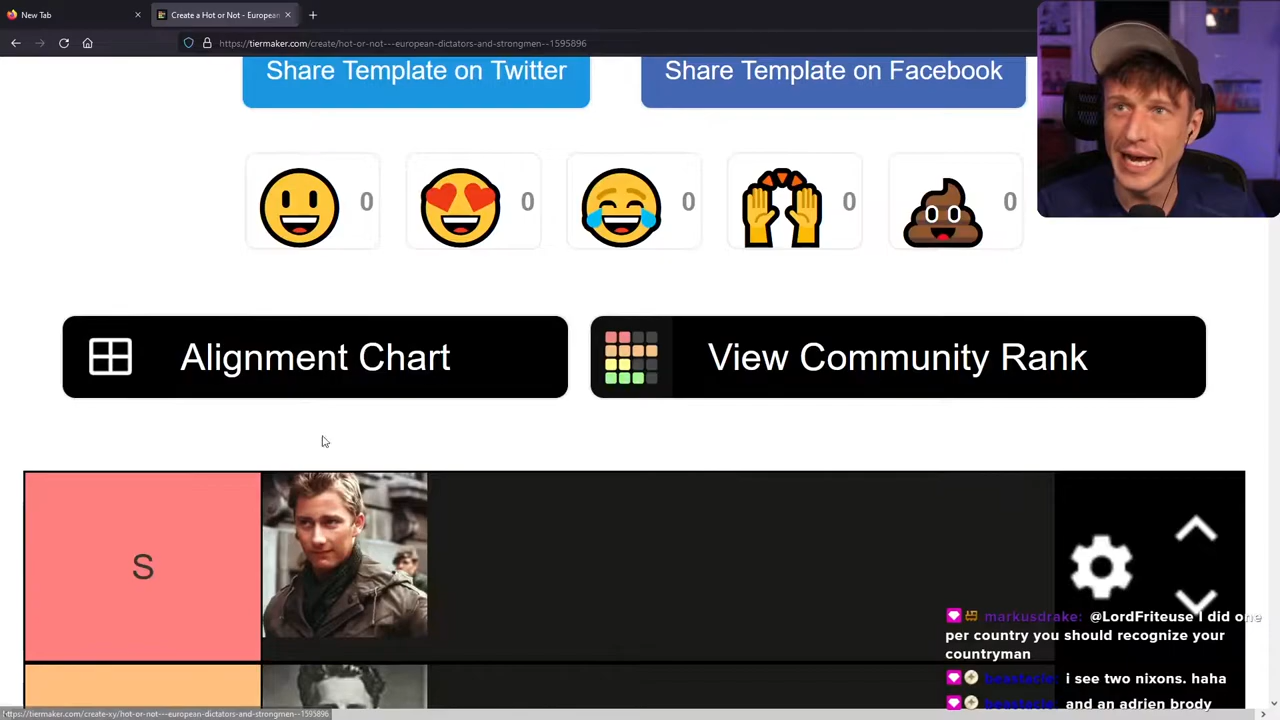 New Tab
Create a Hot or Not - European
https://tiermaker.com/create/hot-or-not---european-dictators-and-strongmen--1595896
Share Template on Twitter
Share Template on Facebook
0
0
0
0
0
Alignment Chart
View Community Rank
S
markusdrake: @LordFriteuse I did one
per country you should recognize your
countryman
i see two nixons. haha
and an adrien brody
https://tiermaker.com/create-xy/hot-or-not---european-dictators-and-strongmen--1595896